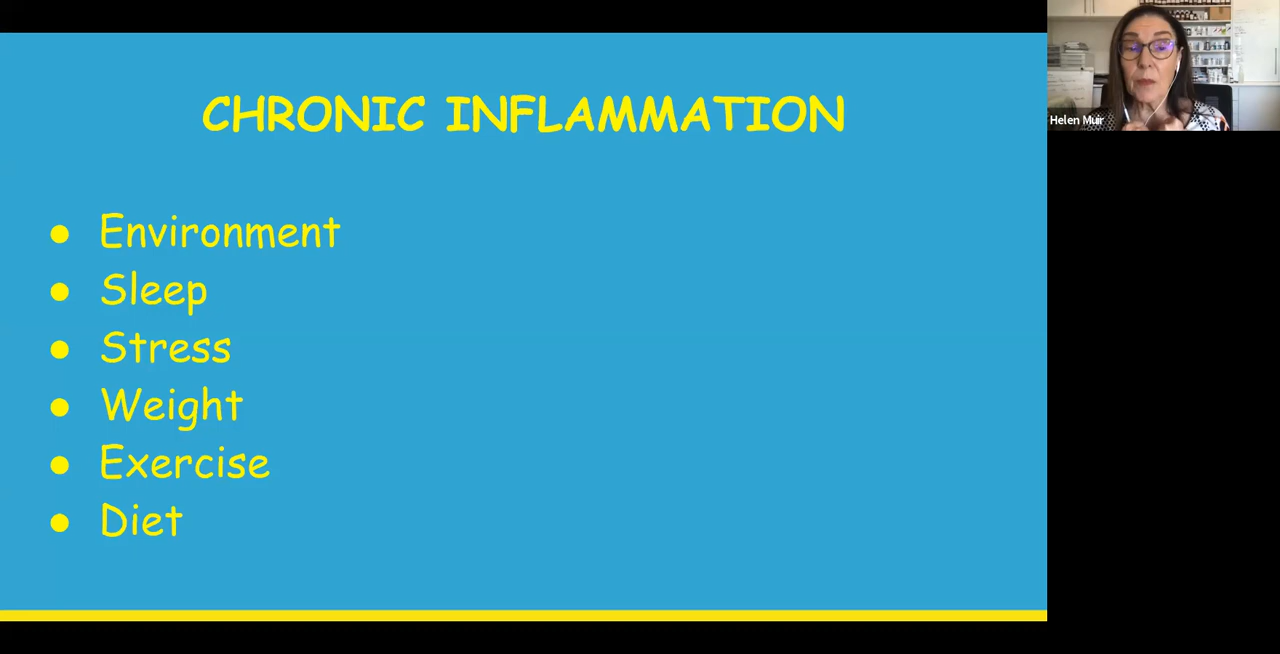 CHRONIC INFLAMMATION
Helen Muir
● Environment
● Sleep
● Stress
● Weight
● Exercise
● Diet